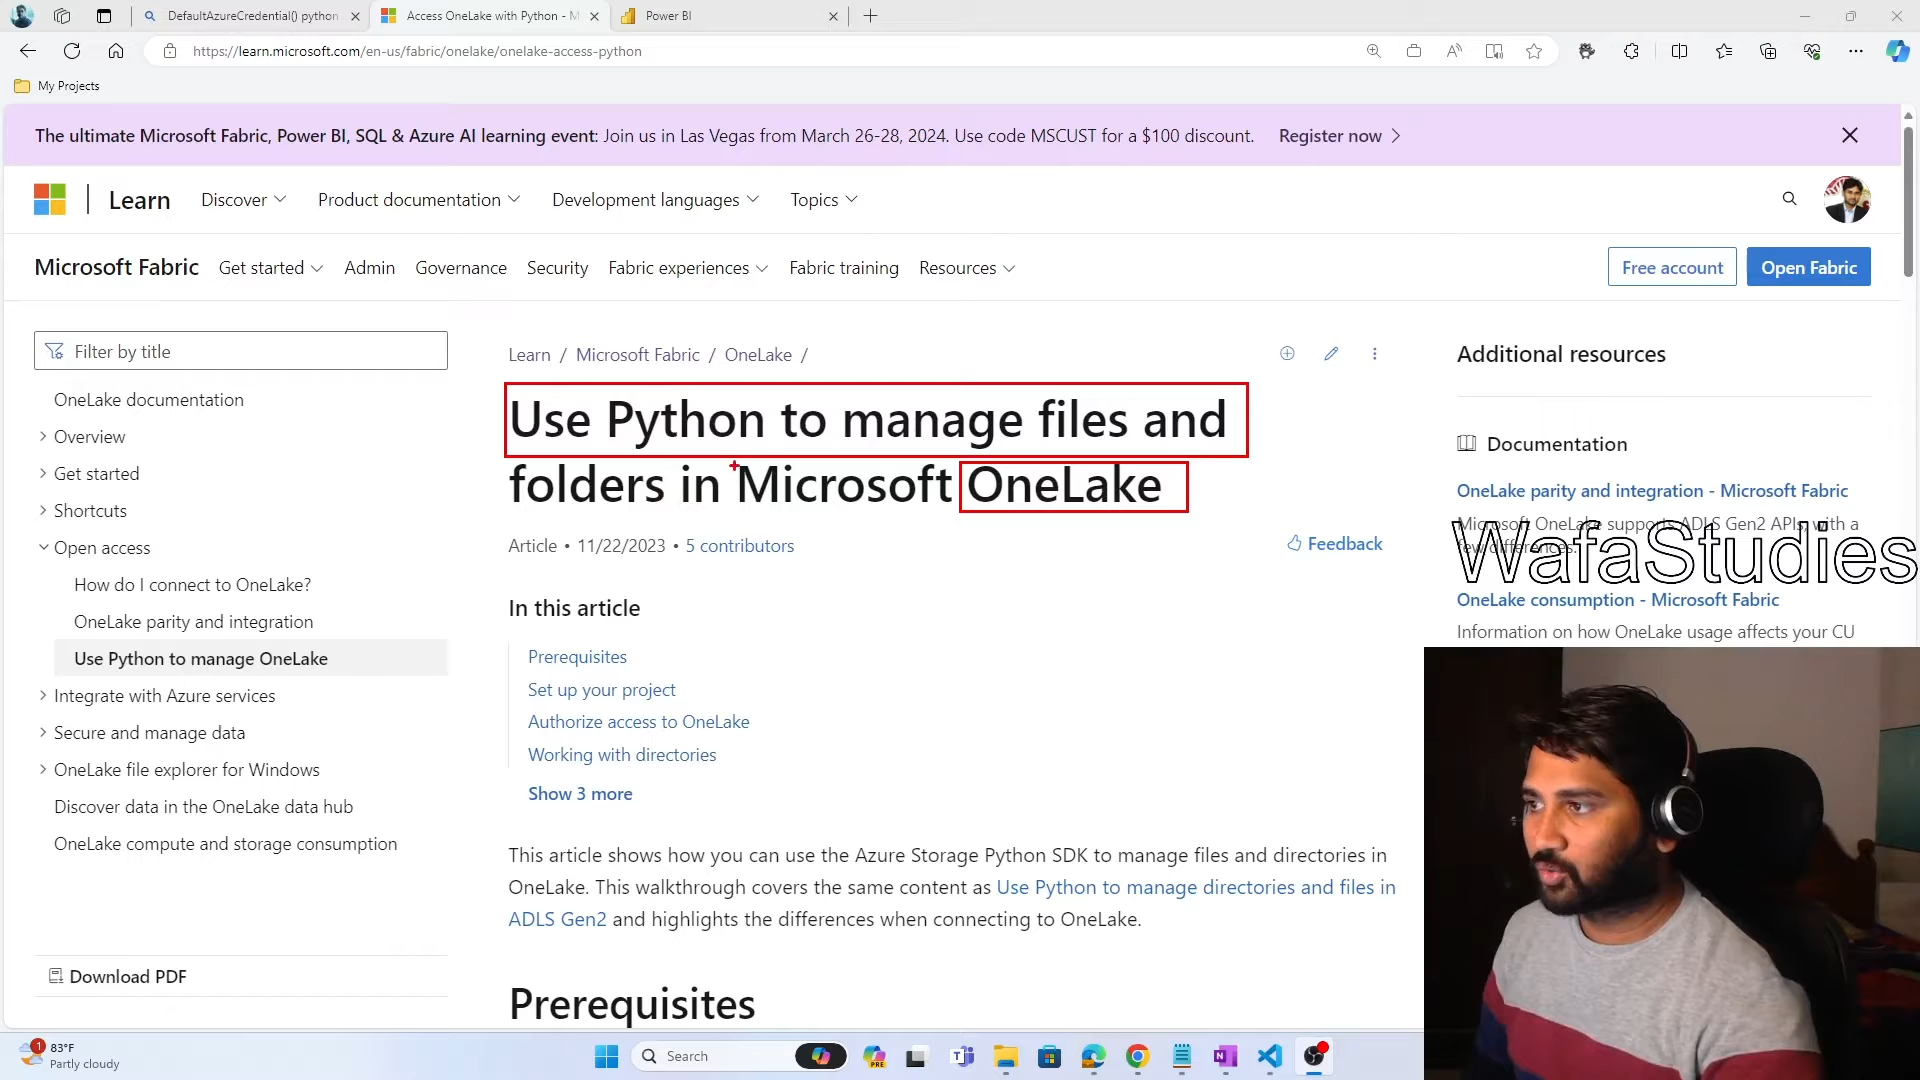 DefaultAzureCredential() python
Access OneLake with Python - M
Power BI
https://learn.microsoft.com/en-us/fabric/onelake/onelake-access-python
My Projects
The ultimate Microsoft Fabric, Power BI, SQL & Azure AI learning event: Join us in Las Vegas from March 26-28, 2024. Use code MSCUST for a $100 discount. Register now
Learn Discover Product documentation Development languages Topics
Microsoft Fabric Get started Admin Governance Security Fabric experiences Fabric training Resources Free account Open Fabric
Filter by title
OneLake documentation
Overview
Get started
Shortcuts
Open access
How do I connect to OneLake?
OneLake parity and integration
Use Python to manage OneLake
Integrate with Azure services
Secure and manage data
OneLake file explorer for Windows
Discover data in the OneLake data hub
OneLake compute and storage consumption
Download PDF
Learn / Microsoft Fabric / OneLake /
Use Python to manage files and
folders in Microsoft OneLake
Article • 11/22/2023 • 5 contributors
Feedback
In this article
Prerequisites
Set up your project
Authorize access to OneLake
Working with directories
Show 3 more
This article shows how you can use the Azure Storage Python SDK to manage files and directories in
OneLake. This walkthrough covers the same content as Use Python to manage directories and files in
ADLS Gen2 and highlights the differences when connecting to OneLake.
Prerequisites
Additional resources
Documentation
OneLake parity and integration - Microsoft Fabric
Microsoft OneLake supports ADLS Gen2 APIs, with a
few differences.
WafaStudies
OneLake consumption - Microsoft Fabric
Information on how OneLake usage affects your CU
1
83°F
Partly cloudy
Search
PRE